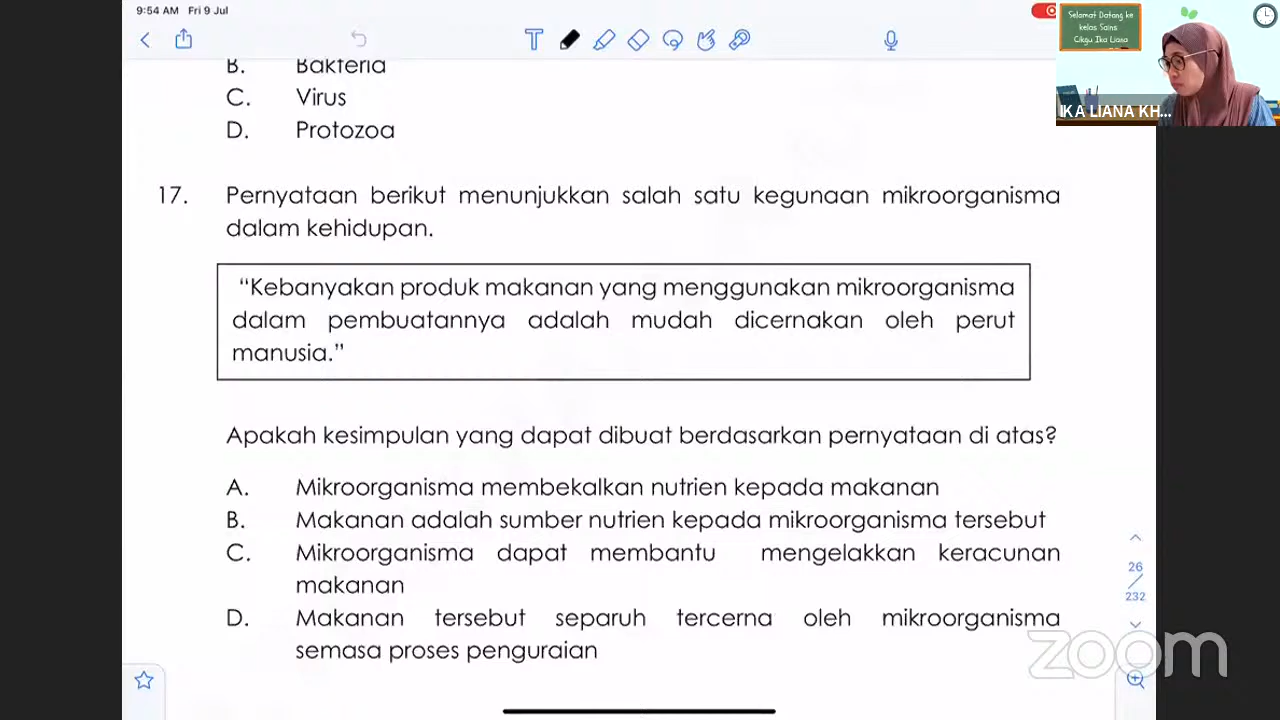 9:54 AM Fri 9 Jul
Selamat Datang ke
kelas Sains
Cikgu Ika Liana
IKA LIANA KH...
B. Bakteria
C. Virus
D. Protozoa
17. Pernyataan berikut menunjukkan salah satu kegunaan mikroorganisma
dalam kehidupan.
“Kebanyakan produk makanan yang menggunakan mikroorganisma
dalam pembuatannya adalah mudah dicernakan oleh perut
manusia.”
Apakah kesimpulan yang dapat dibuat berdasarkan pernyataan di atas?
A. Mikroorganisma membekalkan nutrien kepada makanan
B. Makanan adalah sumber nutrien kepada mikroorganisma tersebut
C. Mikroorganisma dapat membantu mengelakkan keracunan
makanan
D. Makanan tersebut separuh tercerna oleh mikroorganisma
semasa proses penguraian
26
232
zoom